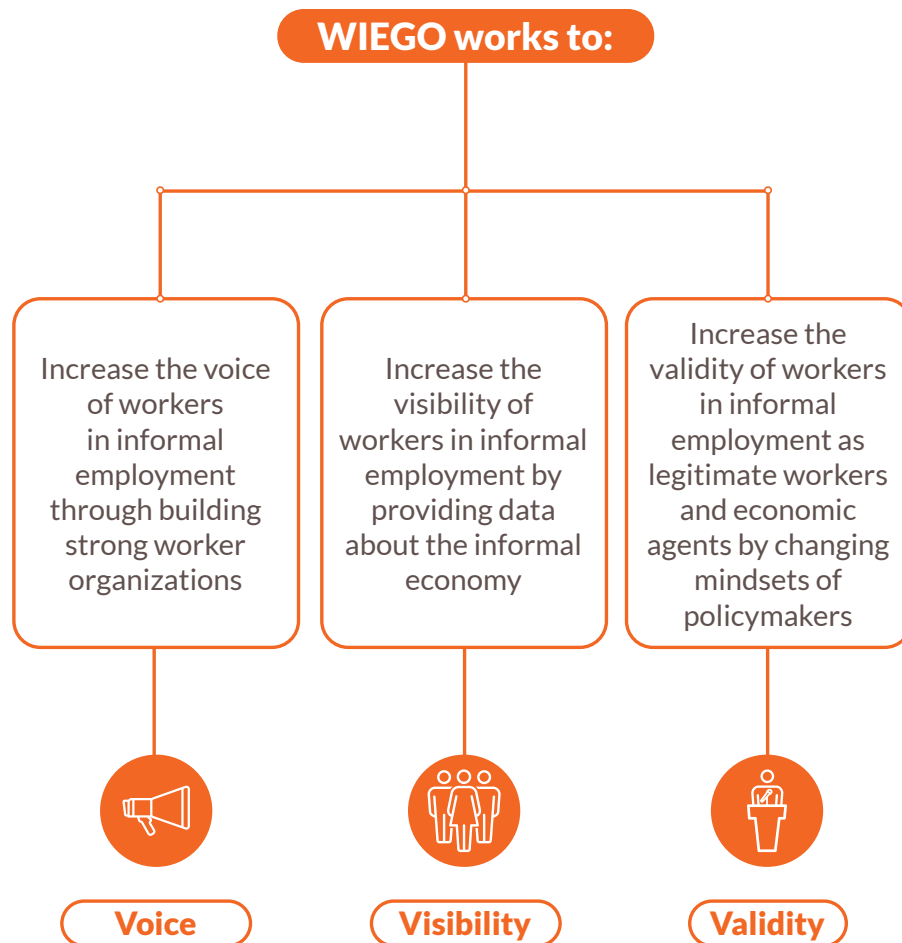 WIEGO works to:
Increase the voice
of workers
in informal
employment
through building
strong worker
organizations
Increase the
visibility of
workers in informal
employment by
providing data
about the informal
economy
Increase the
validity of workers
in informal
employment as
legitimate workers
and economic
agents by changing
mindsets of
policymakers
Voice
Visibility
Validity